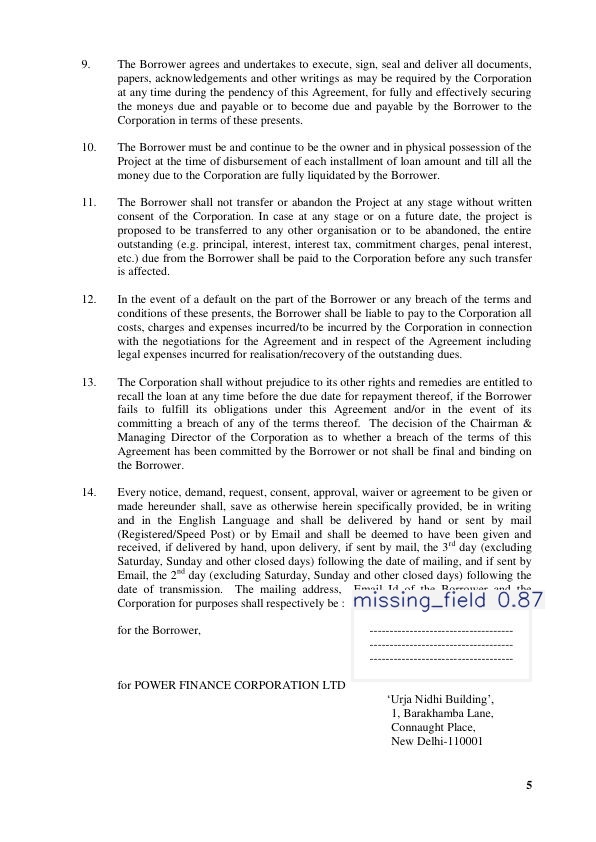 9. The Borrower agrees and undertakes to execute, sign, seal and deliver all documents,
papers, acknowledgements and other writings as may be required by the Corporation
at any time during the pendency of this Agreement, for fully and effectively securing
the moneys due and payable or to become due and payable by the Borrower to the
Corporation in terms of these presents.
10. The Borrower must be and continue to be the owner and in physical possession of the
Project at the time of disbursement of each installment of loan amount and till all the
money due to the Corporation are fully liquidated by the Borrower.
11. The Borrower shall not transfer or abandon the Project at any stage without written
consent of the Corporation. In case at any stage or on a future date, the project is
proposed to be transferred to any other organisation or to be abandoned, the entire
outstanding (e.g. principal, interest, interest tax, commitment charges, penal interest,
etc.) due from the Borrower shall be paid to the Corporation before any such transfer
is affected.
12. In the event of a default on the part of the Borrower or any breach of the terms and
conditions of these presents, the Borrower shall be liable to pay to the Corporation all
costs, charges and expenses incurred/to be incurred by the Corporation in connection
with the negotiations for the Agreement and in respect of the Agreement including
legal expenses incurred for realisation/recovery of the outstanding dues.
13. The Corporation shall without prejudice to its other rights and remedies are entitled to
recall the loan at any time before the due date for repayment thereof, if the Borrower
fails to fulfill its obligations under this Agreement and/or in the event of its
committing a breach of any of the terms thereof. The decision of the Chairman &
Managing Director of the Corporation as to whether a breach of the terms of this
Agreement has been committed by the Borrower or not shall be final and binding on
the Borrower.
14. Every notice, demand, request, consent, approval, waiver or agreement to be given or
made hereunder shall, save as otherwise herein specifically provided, be in writing
and in the English Language and shall be delivered by hand or sent by mail
(Registered/Speed Post) or by Email and shall be deemed to have been given and
received, if delivered by hand, upon delivery, if sent by mail, the 3rd day (excluding
Saturday, Sunday and other closed days) following the date of mailing, and if sent by
Email, the 2nd day (excluding Saturday, Sunday and other closed days) following the
date of transmission. The mailing address, Email Id of the Borrower and the
Corporation for purposes shall respectively be :
missing_field 0.87
for the Borrower,
------------------------------------
------------------------------------
------------------------------------
for POWER FINANCE CORPORATION LTD
‘Urja Nidhi Building’,
1, Barakhamba Lane,
Connaught Place,
New Delhi-110001
5